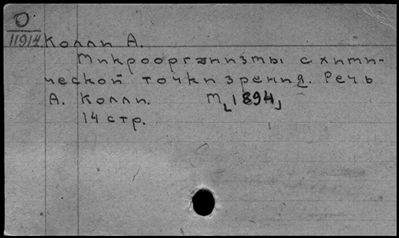 О
11914
Колли А.
Микроорганизмы с хими-
ческой точки зрения. Речь
А. Колли. М, 1894,
14 стр.